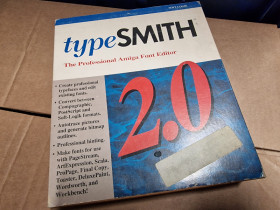 typeSMITH
The Professional Amiga Font Editor
• Create professional
typefaces and edit
existing fonts.
• Convert between
Compugraphic,
PostScript and
Soft-Logik formats.
• Autotrace pictures
and generate bitmap
outlines.
• Professional hinting.
• Make fonts for use
with PageStream,
ArtExpression, Scala,
ProPage, Final Copy,
Toaster, DeluxePaint,
Wordworth, and
Workbench!
2.0